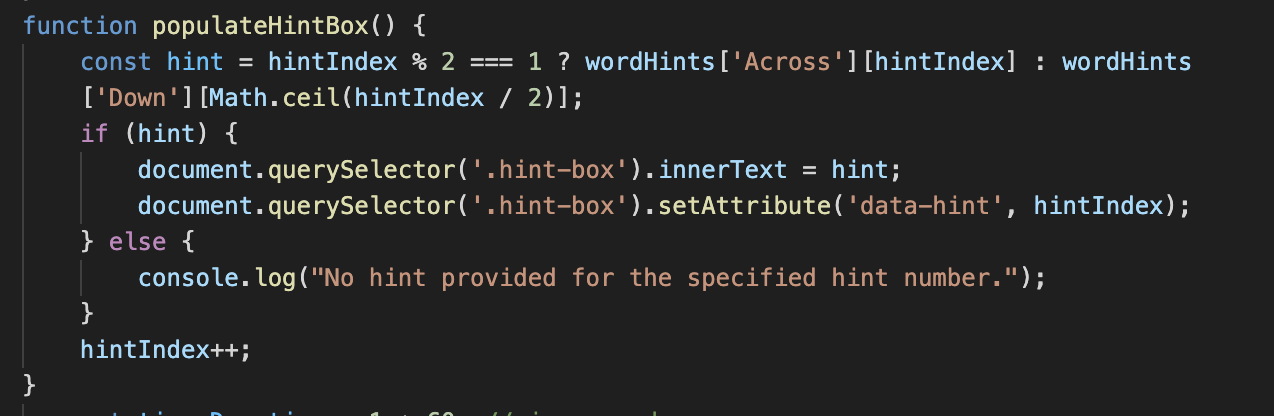 function populateHintBox() {
    const hint = hintIndex % 2 === 1 ? wordHints['Across'][hintIndex] : wordHints
    ['Down'][Math.ceil(hintIndex / 2)];
    if (hint) {
        document.querySelector('.hint-box').innerText = hint;
        document.querySelector('.hint-box').setAttribute('data-hint', hintIndex);
    } else {
        console.log("No hint provided for the specified hint number.");
    }
    hintIndex++;
}